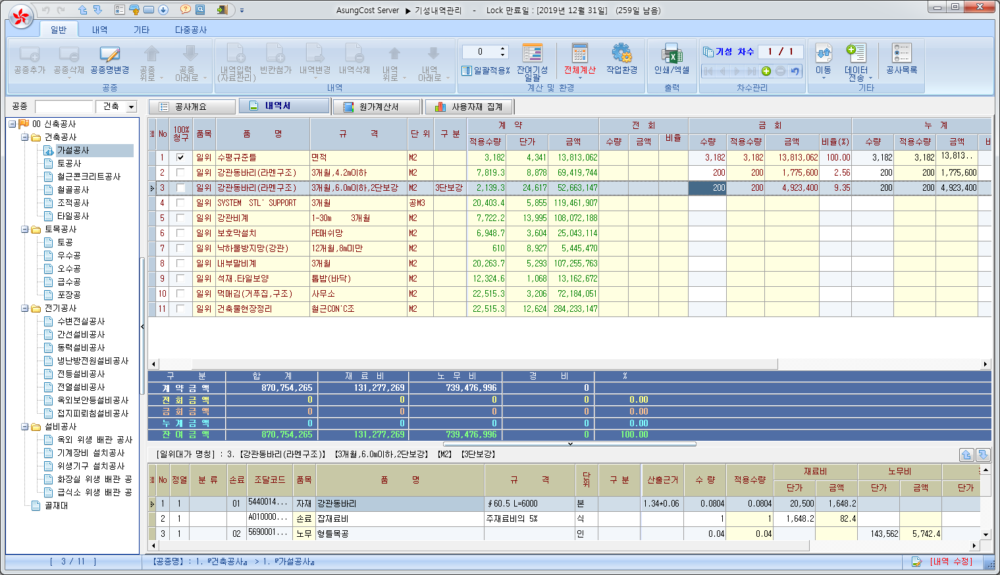 AsungCost Server ▶ 기성내역관리 - Lock 만료일 : [2019년 12월 31일] (259일 남음)
일반 내역 기타 다중공사
공종추가 공종삭제 공종명변경 공종 위로 공종 아래로 내역입력 (자료관리) 빈칸첨가 내역변경 내역삭제 내역 위로 내역 아래로 0 일괄적용% 잔여기성 일괄 전체계산 작업환경 인쇄/엑셀 기성 차수 1 / 1 이동 데이터 전송 공사목록
공종 내역 계산 및 환경 출력 차수관리 기타
공종 건축 공사개요 내역서 원가계산서 사용자재 집계
00 신축공사
건축공사
가설공사
토공사
철근콘크리트공사
철골공사
조적공사
타일공사
토목공사
토공
우수공
오수공
급수공
포장공
전기공사
수변전실공사
간선설비공사
동력설비공사
냉난방전원설비공사
전등설비공사
전열설비공사
옥외보안등설비공사
접지피뢰침설비공사
설비공사
옥외 위생 배관 공사
기계장비 설치공사
위생기구 설치공사
화장실 위생 배관 공
급식소 위생 배관 공
골재대
No 100% 청구 품목 품 명 규 격 단 위 구 분 계 약 전 회 금 회 누 계
적용수량 단가 금액 수량 금액 비율 수량 적용수량 금액 비율(%) 수량 적용수량 금액 비
1 일위 수평규준틀 면적 M2 3,182 4,341 13,813,062 3,182 3,182 13,813,062 100.00 3,182 3,182 13,813..
2 일위 강관동바리(라멘구조) 3개월,4.2m이하 M2 7,819.3 8,878 69,419,744 200 200 1,775,600 2.56 200 200 1,775,600
3 일위 강관동바리(라멘구조) 3개월,6.0m이하,2단보강 M2 3단보강 2,139.3 24,617 52,663,147 200 200 4,923,400 9.35 200 200 4,923,400
4 일위 SYSTEM STL' SUPPORT 3개월 공M3 20,403.4 5,855 119,461,907
5 일위 강관비계 1-30m 3개월 M2 7,722.2 13,995 108,072,188
6 일위 보호막설치 PE매쉬망 M2 6,948.7 3,604 25,043,114
7 일위 낙하물방지망(강관) 12개월,8m미만 M2 610 8,927 5,445,470
8 일위 내부말비계 3개월 M2 20,263.7 5,293 107,255,763
9 일위 석재.타일보양 톱밥(바닥) M2 12,324.6 1,068 13,162,672
10 일위 먹매김(거푸집,구조) 사무소 M2 22,515.3 3,206 72,184,051
11 일위 건축물현장정리 철근CON'C조 M2 22,515.3 12,624 284,233,147
구 분 합 계 재 료 비 노 무 비 경 비 %
계 약 금 액 870,754,265 131,277,269 739,476,996 0
전 회 금 액 0 0 0 0 0.00
금 회 금 액 0 0 0 0 0.00
누 계 금 액 0 0 0 0 0.00
잔 여 금 액 870,754,265 131,277,269 739,476,996 0 100.00
[일위대가 명칭] : 3.【강관동바리(라멘구조)】【3개월,6.0m이하,2단보강】【M2】【3단보강】
No 정열 분 류 손료 조달코드 품목 품 명 규 격 단위 구 분 산출근거 수 량 적용수량 재료비 노무비
단가 금액 단가 금액 단가
1 1 01 5440014... 자재 강관동바리 ∮60.5 L=6000 본 1.34*0.06 0.0804 0.0804 20,500 1,648.2
2 1 A010000... 손료 잡재료비 주재료비의 5% 식 1 1 1,648.2 82.4
3 1 02 5690001... 노무 형틀목공 인 0.04 0.04 143,562 5,742.4
[ 3 / 11 ] 【공종명】: 1.『건축공사』 > 1.『가설공사』 [내역 수정]